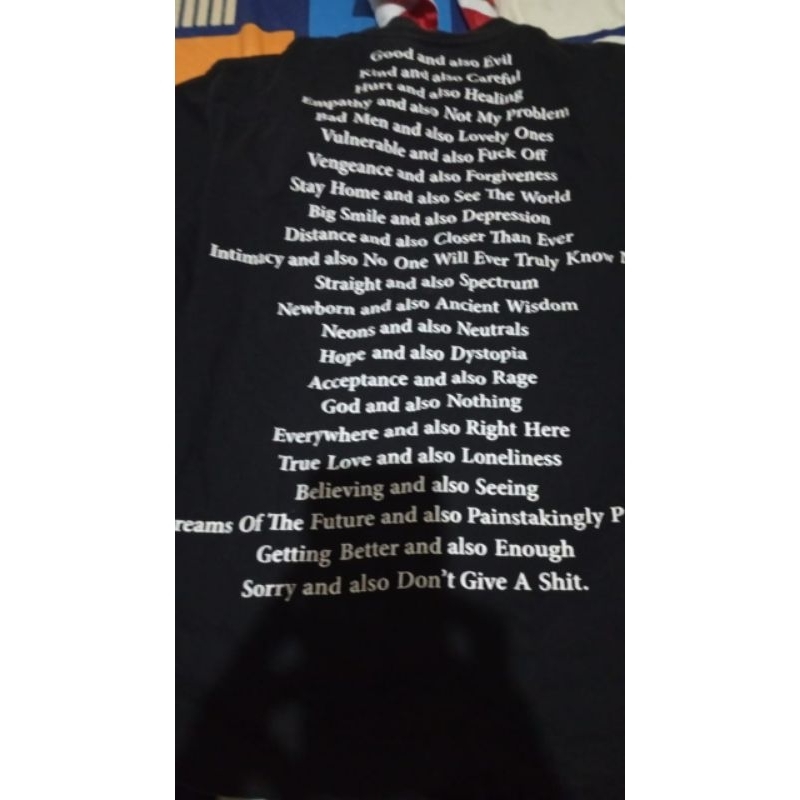 Good and also Evil
Kind and also Careful
Hurt and also Healing
Empathy and also Not My Problem
Bad Men and also Lovely Ones
Vulnerable and also Fuck Off
Vengeance and also Forgiveness
Stay Home and also See The World
Big Smile and also Depression
Distance and also Closer Than Ever
Intimacy and also No One Will Ever Truly Know
Straight and also Spectrum
Newborn and also Ancient Wisdom
Neons and also Neutrals
Hope and also Dystopia
Acceptance and also Rage
God and also Nothing
Everywhere and also Right Here
True Love and also Loneliness
Believing and also Seeing
reams Of The Future and also Painstakingly P
Getting Better and also Enough
Sorry and also Don't Give A Shit.